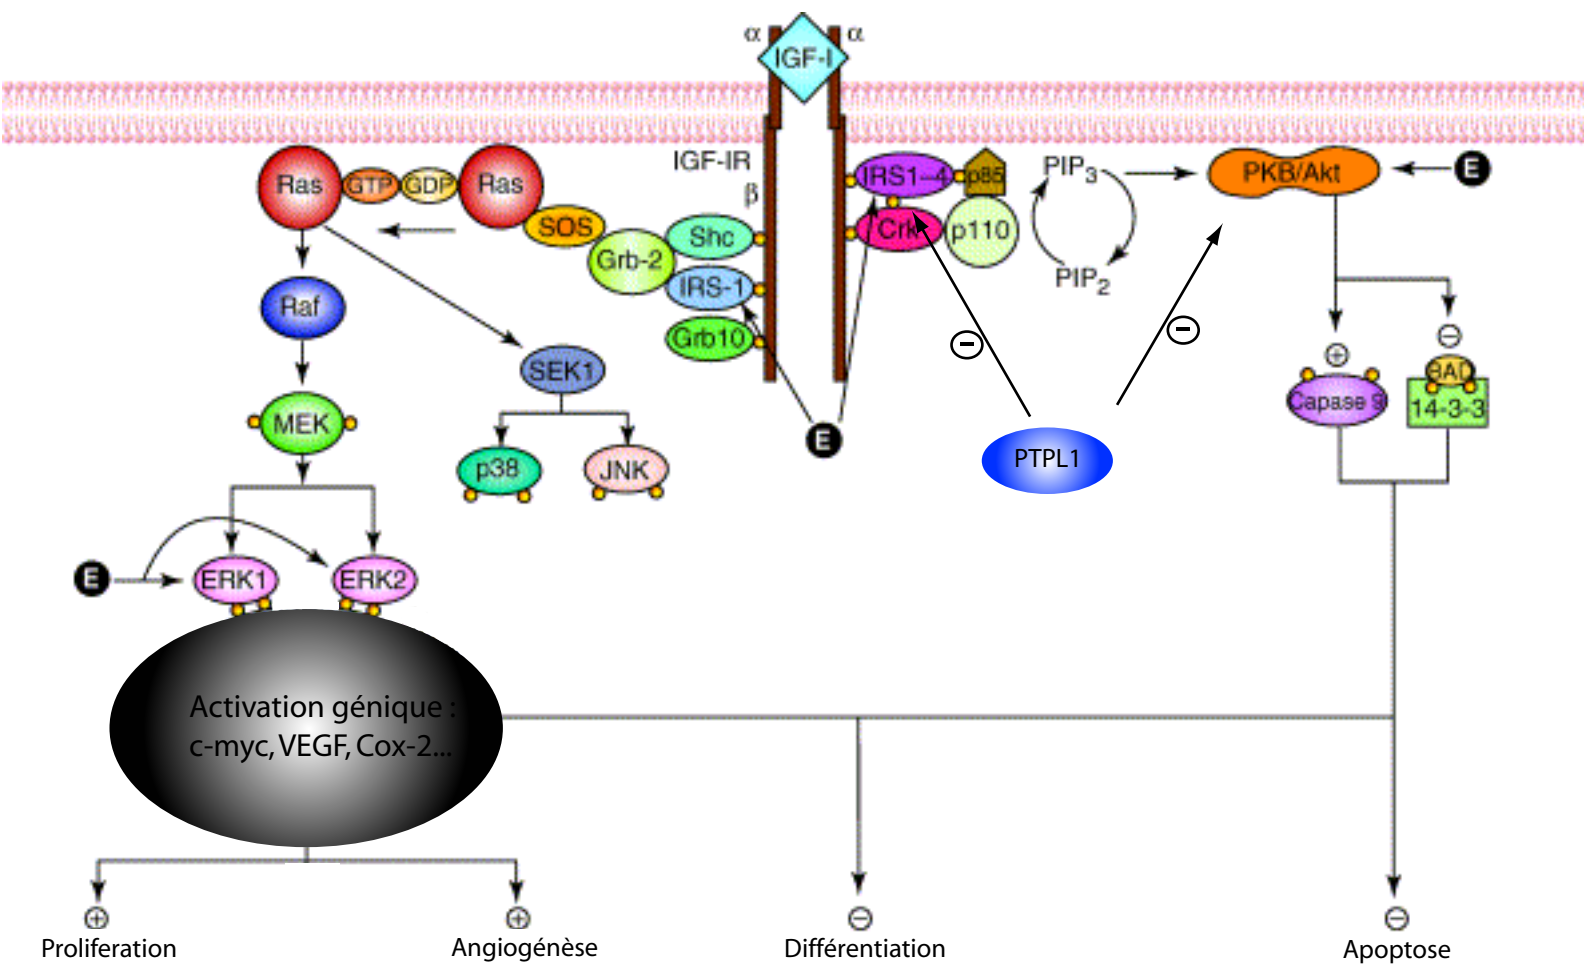 α
IGF-I
α
IGF-IR
β
Ras
GTP
GDP
Ras
SOS
Grb-2
Shc
IRS-1
Grb10
IRS1–4
p85
Crk
p110
PIP3
PIP2
PKB/Akt
E
Raf
MEK
SEK1
p38
JNK
E
PTPL1
−
−
+
−
Capase 9
BAD
14-3-3
E
ERK1
ERK2
Activation génique :
c-myc, VEGF, Cox-2...
+
+
−
−
Proliferation
Angiogénèse
Différentiation
Apoptose